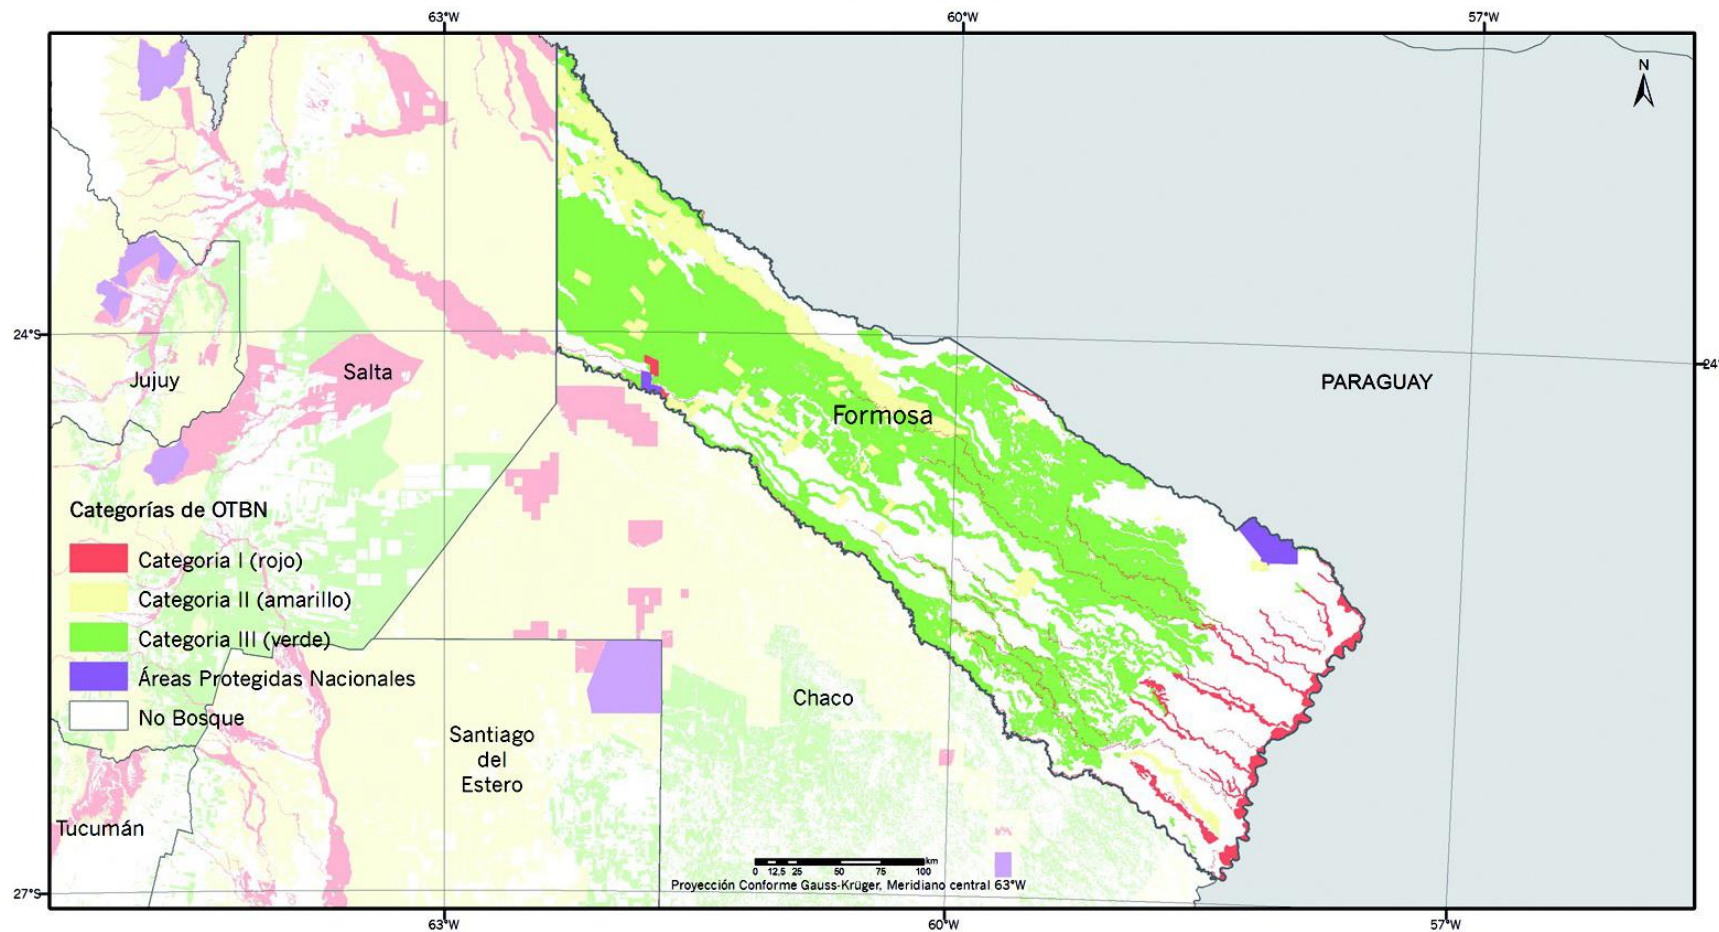 63°W
60°W
57°W
N
24°S
24°
PARAGUAY
Jujuy
Salta
Formosa
Categorías de OTBN
Categoria I (rojo)
Categoria II (amarillo)
Categoria III (verde)
Áreas Protegidas Nacionales
No Bosque
Chaco
Santiago
del
Estero
Tucumán
0 12,5 25 50 75 100 km
Proyección Conforme Gauss-Krüger, Meridiano central 63°W
27°S
63°W
60°W
57°W